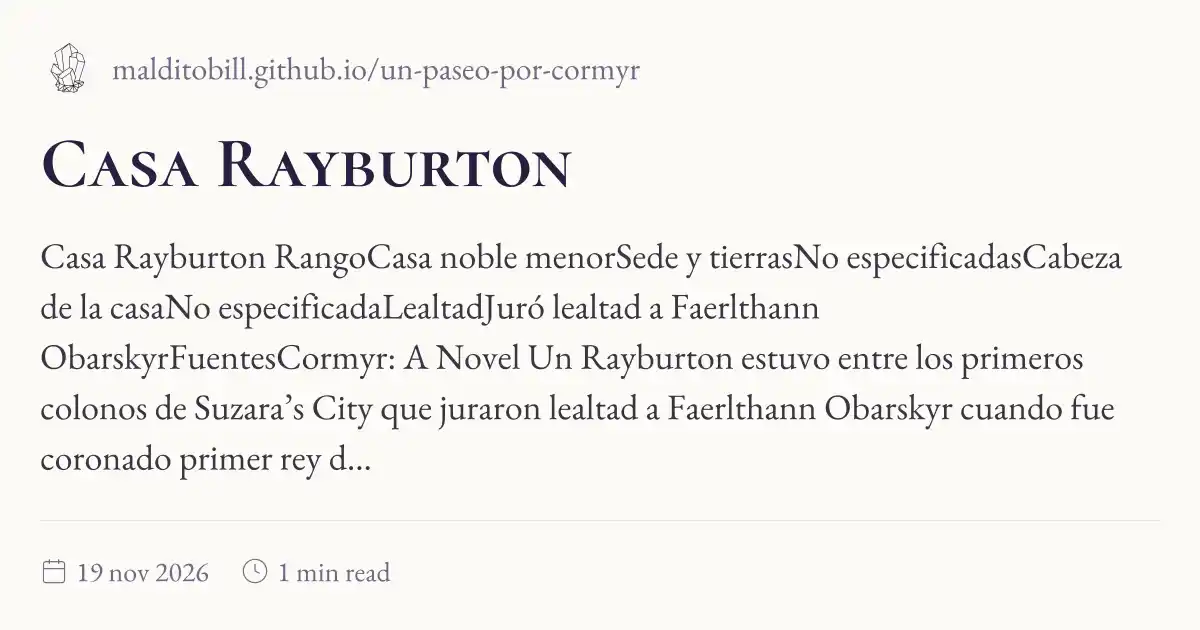 malditobill.github.io/un-paseo-por-cormyr
Casa Rayburton
Casa Rayburton RangoCasa noble menorSede y tierrasNo especificadasCabeza
de la casaNo especificadaLealtadJuró lealtad a Faerlthann
ObarskyrFuentesCormyr: A Novel Un Rayburton estuvo entre los primeros
colonos de Suzara’s City que juraron lealtad a Faerlthann Obarskyr cuando fue
coronado primer rey d...
19 nov 2026 1 min read